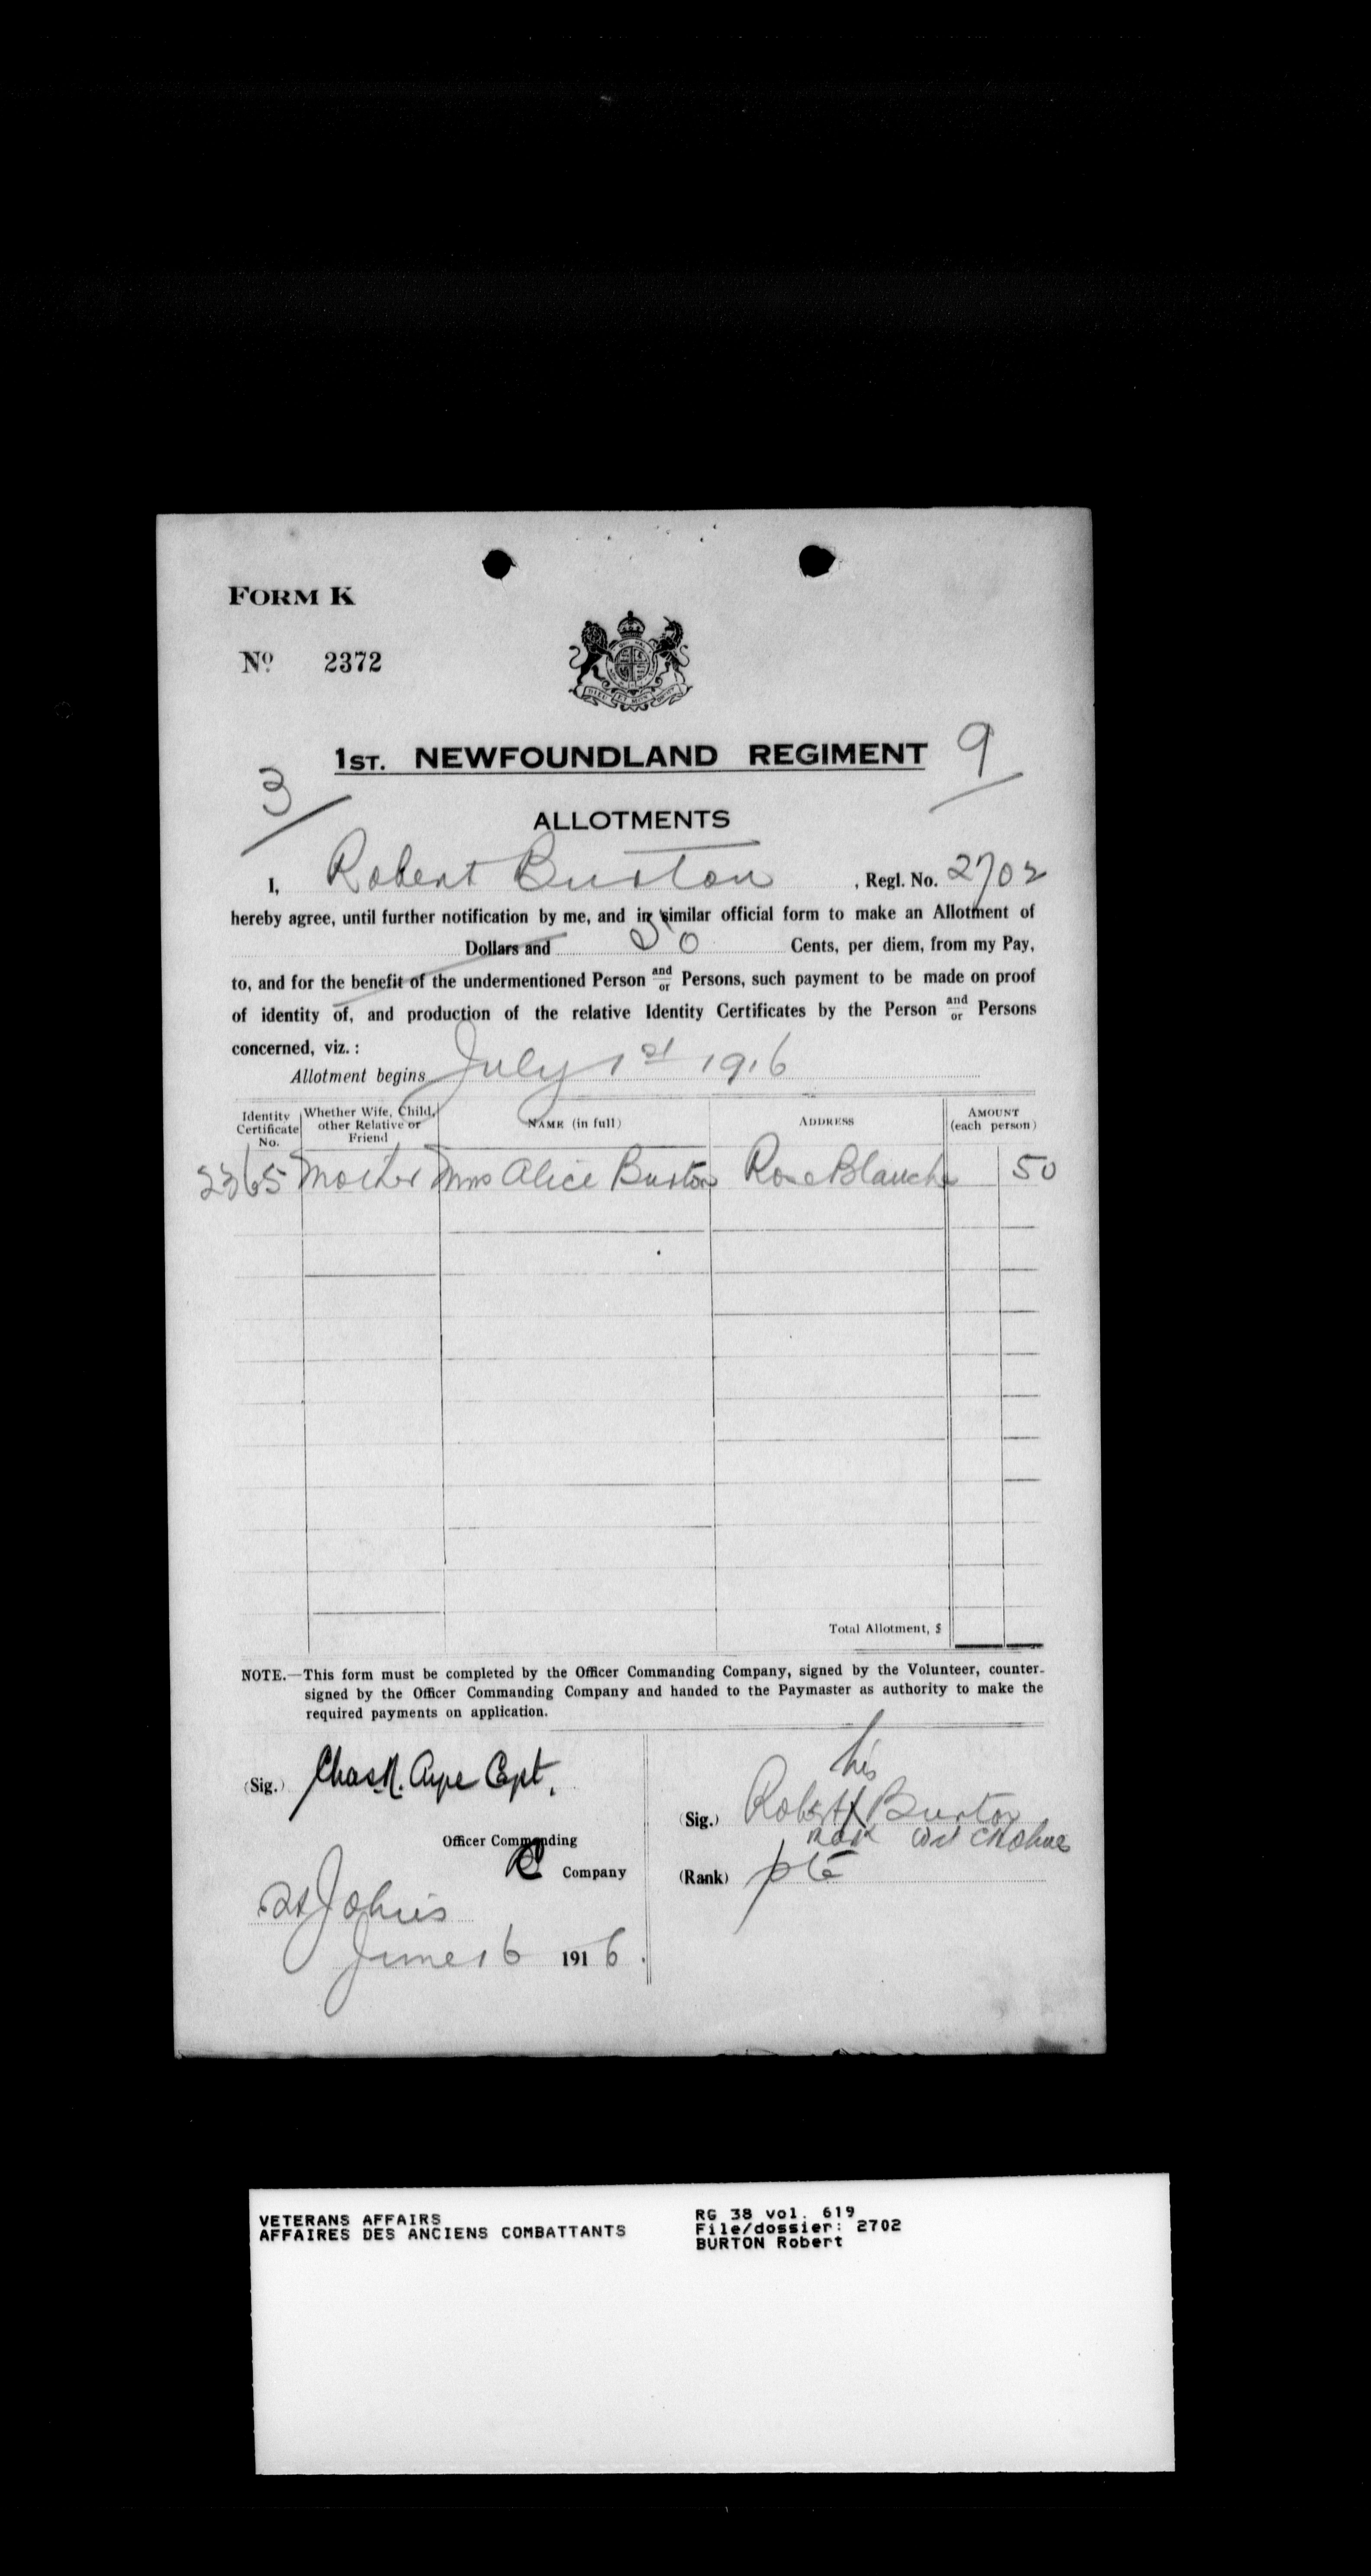 FORM K
No 2372
DIEU ET MON DROIT
1ST. NEWFOUNDLAND REGIMENT 9
3
ALLOTMENTS
I, Robert Burton, Regl. No. 2702
hereby agree, until further notification by me, and in similar official form to make an Allotment of
Dollars and 50 Cents, per diem, from my Pay,
to, and for the benefit of the undermentioned Person and/or Persons, such payment to be made on proof
of identity of, and production of the relative Identity Certificates by the Person and/or Persons
concerned, viz. :
Allotment begins July 1st 1916
Identity Certificate No. Whether Wife, Child, other Relative or Friend NAME (in full) ADDRESS AMOUNT (each person)
2365 Mother Mrs Alice Burton Rose Blanche 50
Total Allotment, $
NOTE.—This form must be completed by the Officer Commanding Company, signed by the Volunteer, counter-
signed by the Officer Commanding Company and handed to the Paymaster as authority to make the
required payments on application.
(Sig.) Chas. R. Ayre Capt.
Officer Commanding
C Company
St Johns
June 16 1916.
his
(Sig.) Robert X Burton
mark Wit
(Rank) pte
VETERANS AFFAIRS
AFFAIRES DES ANCIENS COMBATTANTS
RG 38 vol. 619
File/dossier: 2702
BURTON Robert